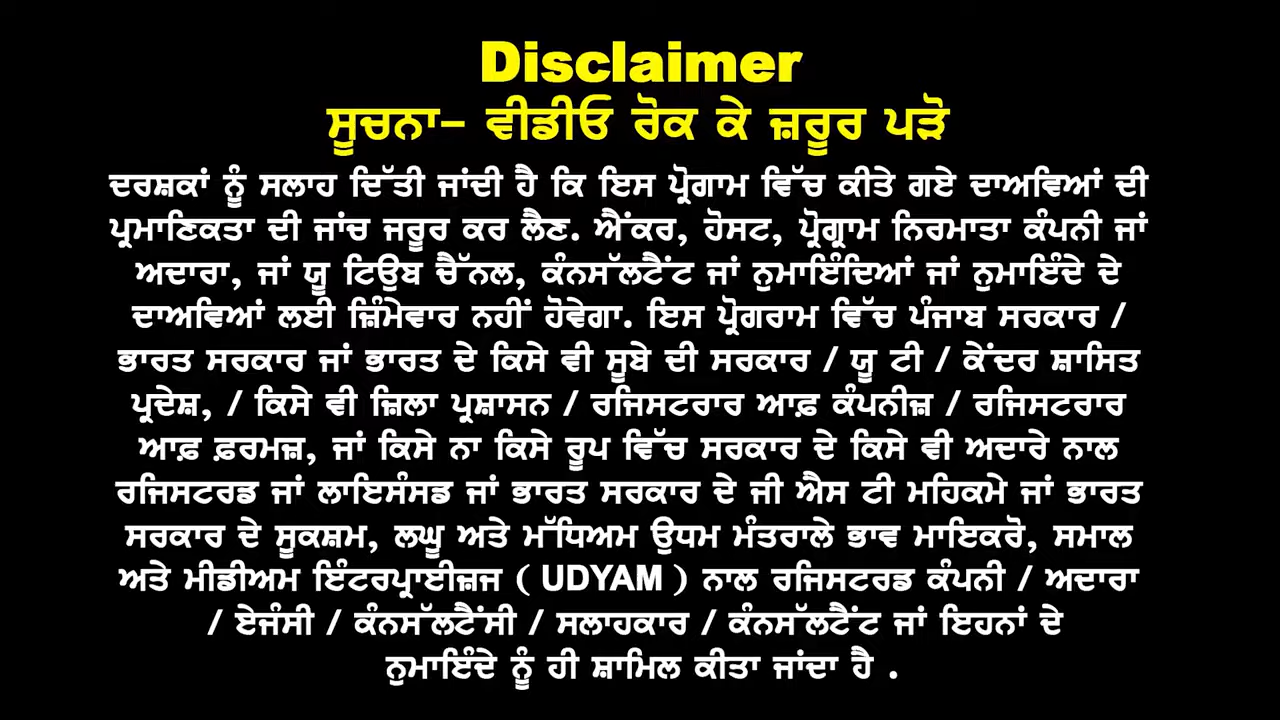 Disclaimer
ਸੂਚਨਾ- ਵੀਡੀਓ ਰੋਕ ਕੇ ਜ਼ਰੂਰ ਪੜੋ
ਦਰਸ਼ਕਾਂ ਨੂੰ ਸਲਾਹ ਦਿੱਤੀ ਜਾਂਦੀ ਹੈ ਕਿ ਇਸ ਪ੍ਰੋਗਾਮ ਵਿੱਚ ਕੀਤੇ ਗਏ ਦਾਅਵਿਆਂ ਦੀ
ਪ੍ਰਮਾਣਿਕਤਾ ਦੀ ਜਾਂਚ ਜਰੂਰ ਕਰ ਲੈਣ. ਐਂਕਰ, ਹੋਸਟ, ਪ੍ਰੋਗ੍ਰਾਮ ਨਿਰਮਾਤਾ ਕੰਪਨੀ ਜਾਂ
ਅਦਾਰਾ, ਜਾਂ ਯੂ ਟਿਉਬ ਚੈੱਨਲ, ਕੰਨਸੱਲਟੈਂਟ ਜਾਂ ਨੁਮਾਇੰਦਿਆਂ ਜਾਂ ਨੁਮਾਇੰਦੇ ਦੇ
ਦਾਅਵਿਆਂ ਲਈ ਜ਼ਿੰਮੇਵਾਰ ਨਹੀਂ ਹੋਵੇਗਾ. ਇਸ ਪ੍ਰੋਗਰਾਮ ਵਿੱਚ ਪੰਜਾਬ ਸਰਕਾਰ /
ਭਾਰਤ ਸਰਕਾਰ ਜਾਂ ਭਾਰਤ ਦੇ ਕਿਸੇ ਵੀ ਸੂਬੇ ਦੀ ਸਰਕਾਰ / ਯੂ ਟੀ / ਕੇਂਦਰ ਸ਼ਾਸਿਤ
ਪ੍ਰਦੇਸ਼, / ਕਿਸੇ ਵੀ ਜ਼ਿਲਾ ਪ੍ਰਸ਼ਾਸਨ / ਰਜਿਸਟਰਾਰ ਆਫ਼ ਕੰਪਨੀਜ਼ / ਰਜਿਸਟਰਾਰ
ਆਫ਼ ਫ਼ਰਮਜ਼, ਜਾਂ ਕਿਸੇ ਨਾ ਕਿਸੇ ਰੂਪ ਵਿੱਚ ਸਰਕਾਰ ਦੇ ਕਿਸੇ ਵੀ ਅਦਾਰੇ ਨਾਲ
ਰਜਿਸਟਰਡ ਜਾਂ ਲਾਇਸੰਸਡ ਜਾਂ ਭਾਰਤ ਸਰਕਾਰ ਦੇ ਜੀ ਐਸ ਟੀ ਮਹਿਕਮੇ ਜਾਂ ਭਾਰਤ
ਸਰਕਾਰ ਦੇ ਸੂਕਸ਼ਮ, ਲਘੂ ਅਤੇ ਮੱਧਿਅਮ ਉਧਮ ਮੰਤਰਾਲੇ ਭਾਵ ਮਾਇਕਰੋ, ਸਮਾਲ
ਅਤੇ ਮੀਡੀਅਮ ਇੰਟਰਪ੍ਰਾਈਜ਼ਜ ( UDYAM ) ਨਾਲ ਰਜਿਸਟਰਡ ਕੰਪਨੀ / ਅਦਾਰਾ
/ ਏਜੰਸੀ / ਕੰਨਸੱਲਟੈਂਸੀ / ਸਲਾਹਕਾਰ / ਕੰਨਸੱਲਟੈਂਟ ਜਾਂ ਇਹਨਾਂ ਦੇ
ਨੁਮਾਇੰਦੇ ਨੂੰ ਹੀ ਸ਼ਾਮਿਲ ਕੀਤਾ ਜਾਂਦਾ ਹੈ .